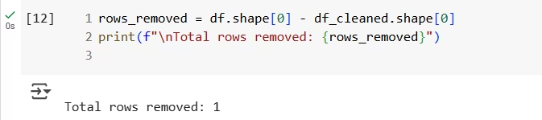 [12]
0s
1 rows_removed = df.shape[0] - df_cleaned.shape[0]
2 print(f"\nTotal rows removed: {rows_removed}")
3
Total rows removed: 1